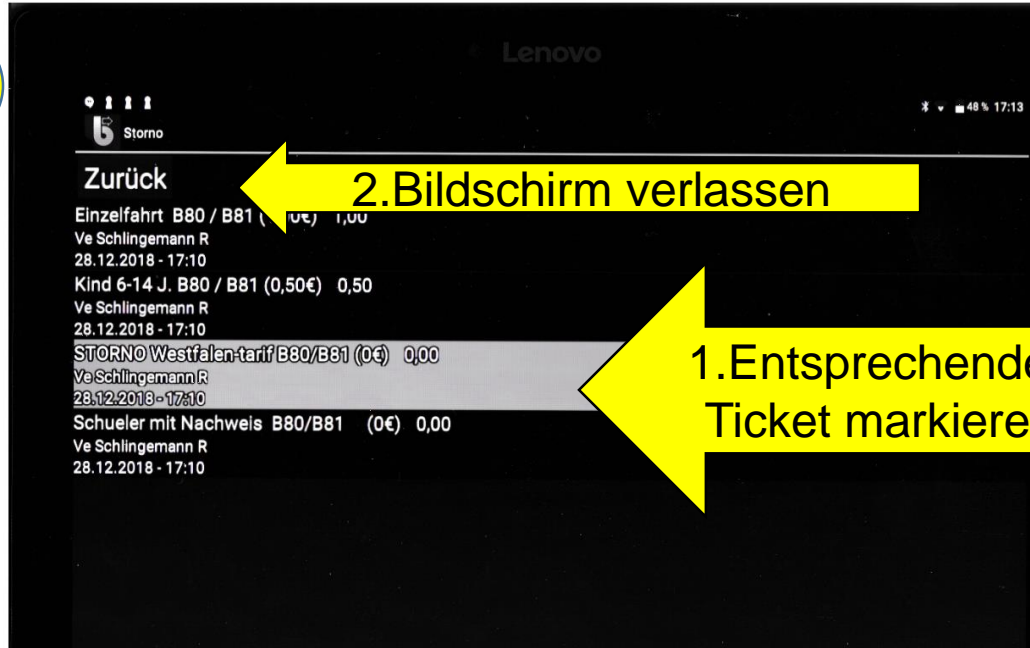 Lenovo
48 % 17:13
Storno
Zurück
2.Bildschirm verlassen
Einzelfahrt B80 / B81 ( 0€) 1,00
Ve Schlingemann R
28.12.2018 - 17:10
Kind 6-14 J. B80 / B81 (0,50€) 0,50
Ve Schlingemann R
28.12.2018 - 17:10
STORNO Westfalen-tarif B80/B81 (0€) 0,00
Ve Schlingemann R
28.12.2018 - 17:10
1.Entsprechende
Ticket markiere
Schueler mit Nachweis B80/B81 (0€) 0,00
Ve Schlingemann R
28.12.2018 - 17:10